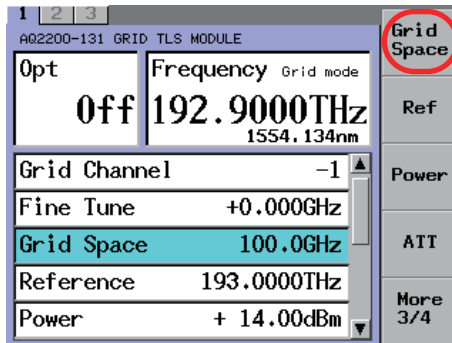 1 2 3
AQ2200-131 GRID TLS MODULE
Opt
Off
Frequency Grid mode
192.9000THz
1554.134nm
Grid Channel -1
Fine Tune +0.000GHz
Grid Space 100.0GHz
Reference 193.0000THz
Power + 14.00dBm
Grid
Space
Ref
Power
ATT
More
3/4